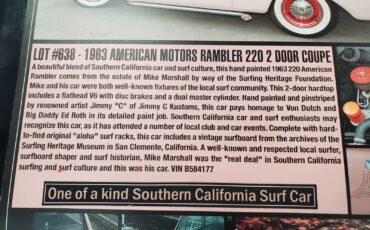 LOT #638 - 1963 AMERICAN MOTORS RAMBLER 220 2 DOOR COUPE
A beautiful blend of Southern California car and surf culture, this hand painted 1963 220 American
Rambler comes from the estate of Mike Marshall by way of the Surfing Heritage Foundation.
Mike and his car were both well-known fixtures of the local surf community. This 2-door hardtop
includes a flathead V6 with disc brakes and a dual master cylinder. Hand painted and pinstriped
by renowned artist Jimmy "C" of Jimmy C Kustoms, this car pays homage to Von Dutch and
Big Daddy Ed Roth in its detailed paint job. Southern California car and surf enthusiasts may
recognize this car, as it has attended a number of local club and car events. Complete with hard-
to-find original "aloha" surf racks, this car includes a vintage surfboard from the archives of the
Surfing Heritage Museum in San Clemente, California. A well-known and respected local surfer,
surfboard shaper and surf historian, Mike Marshall was the "real deal" in Southern California
surfing and surf culture and this was his car. VIN B584177
One of a kind Southern California Surf Car